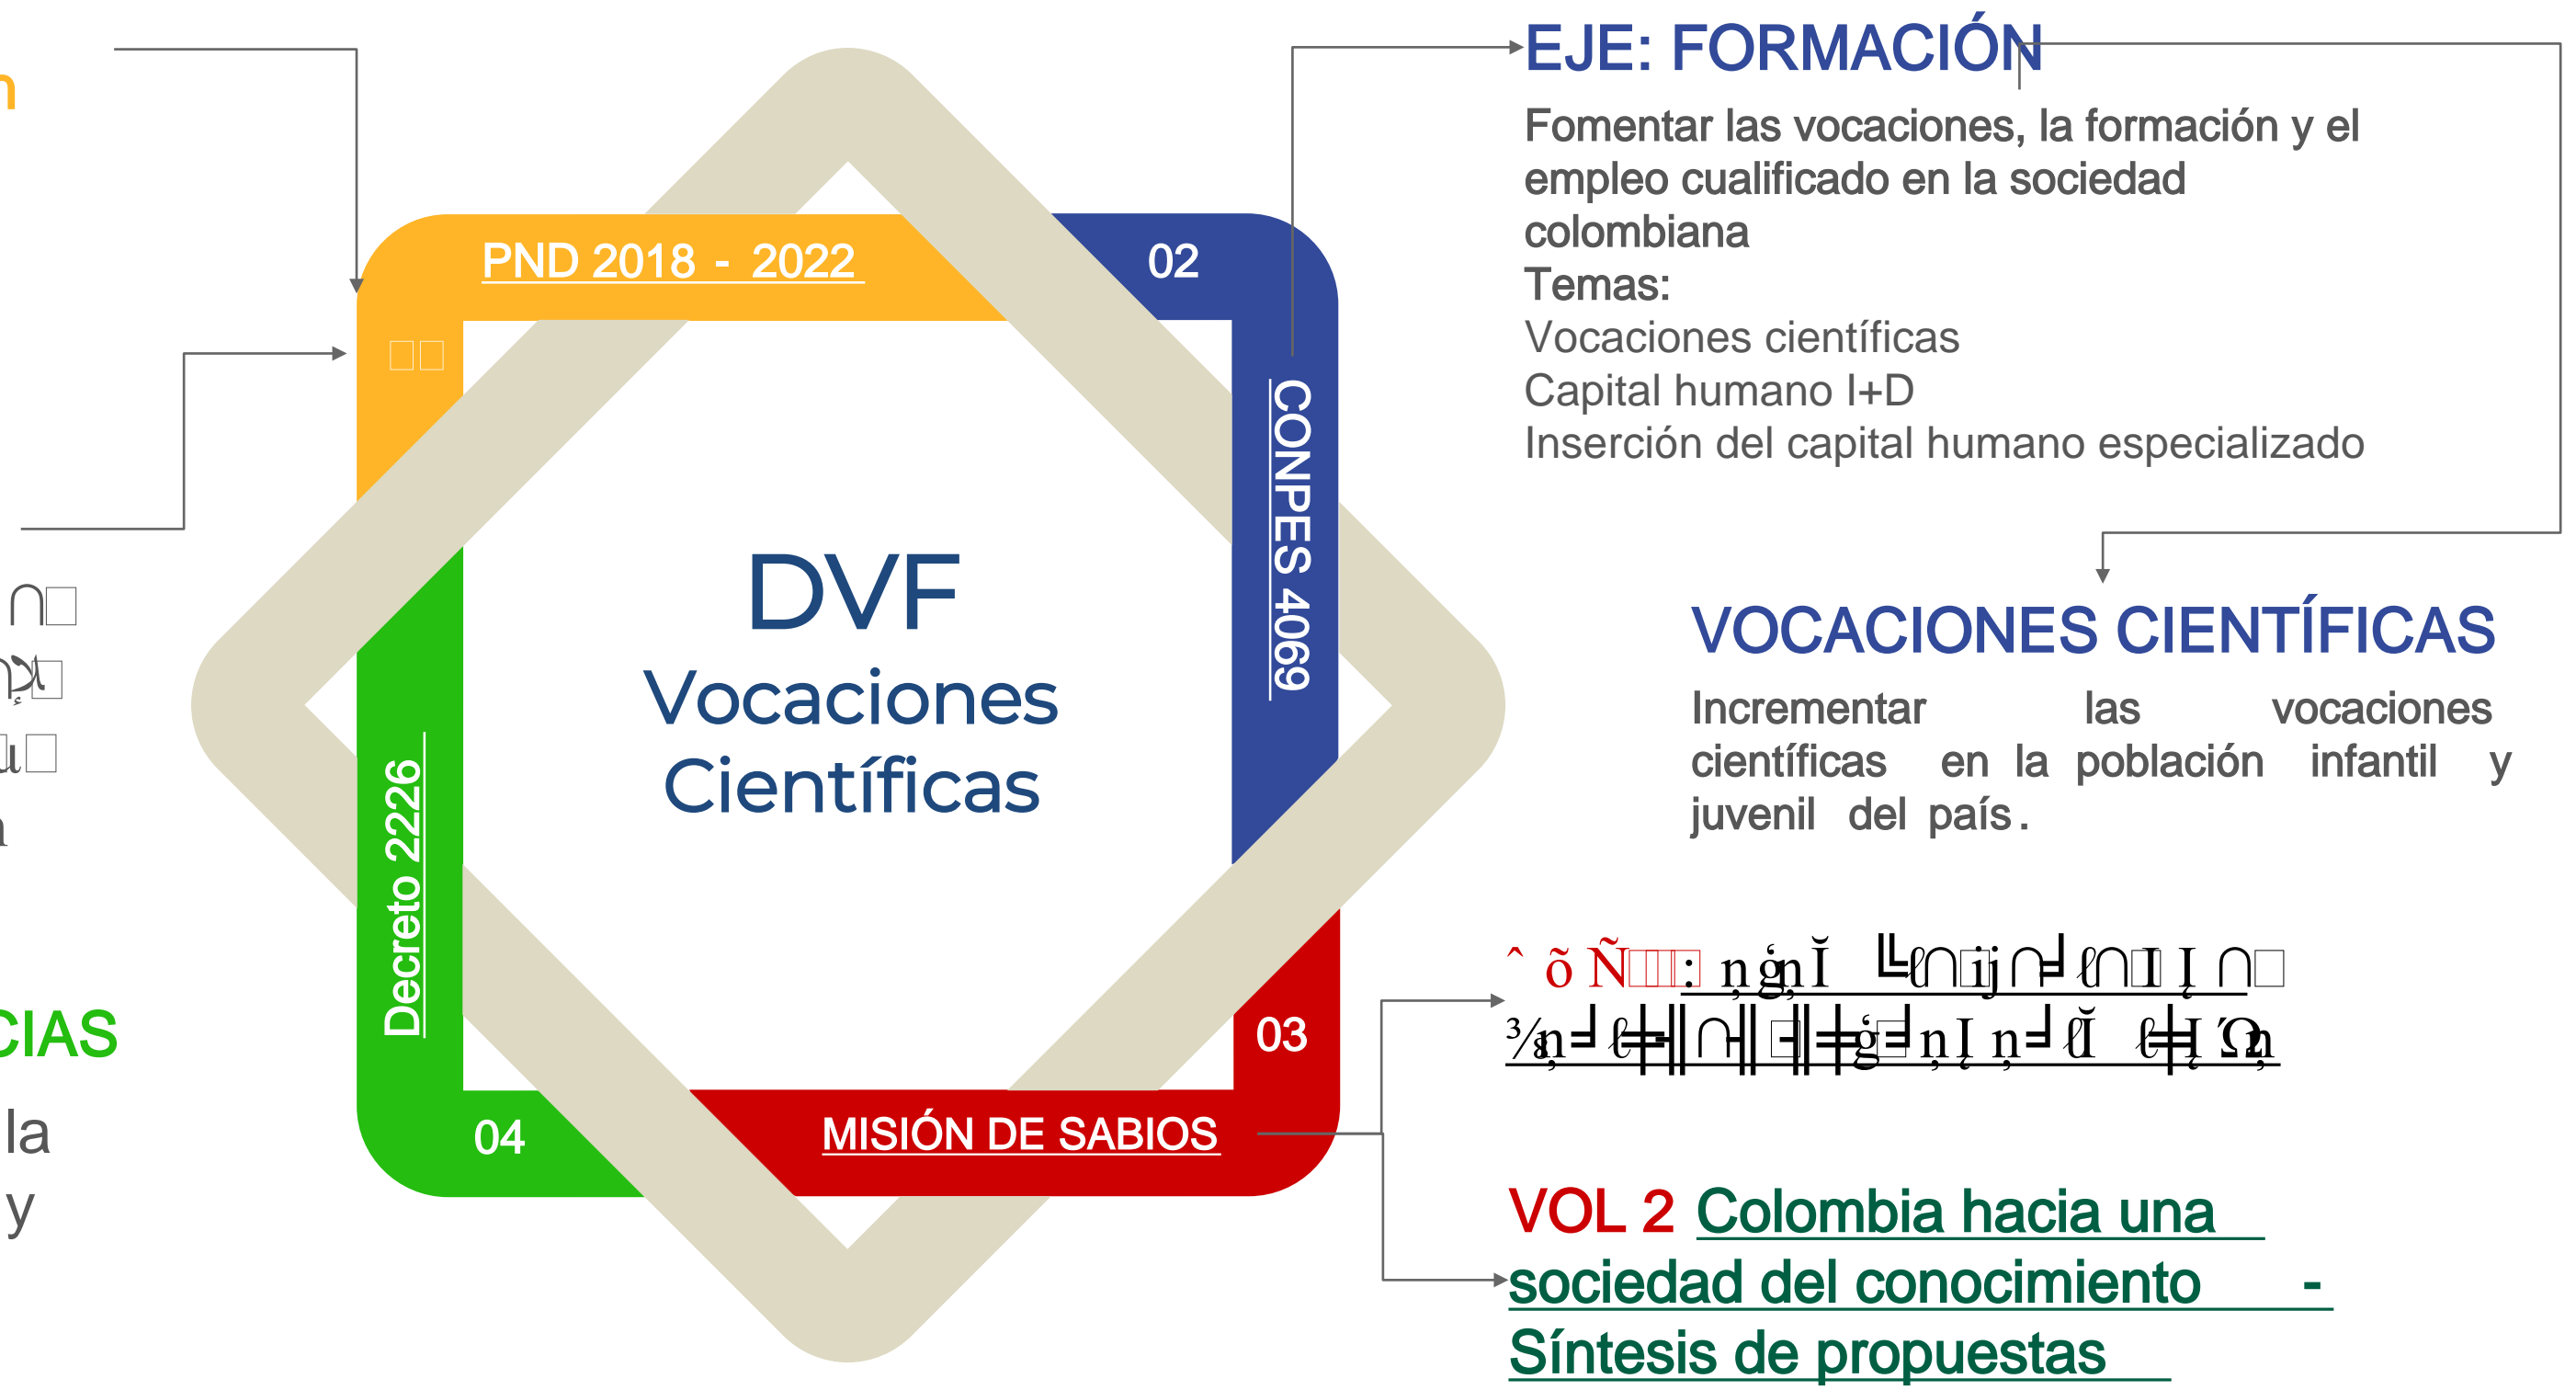 EJE: FORMACIÓN
Fomentar las vocaciones, la formación y el
empleo cualificado en la sociedad
colombiana
Temas:
Vocaciones científicas
Capital humano I+D
Inserción del capital humano especializado
PND 2018 - 2022
02
CONPES 4069
DVF
Vocaciones
Científicas
VOCACIONES CIENTÍFICAS
Incrementar las vocaciones
científicas en la población infantil y
juvenil del país.
Decreto 2226
03
MISIÓN DE SABIOS
04
CIAS
la
y
VOL 2 Colombia hacia una
sociedad del conocimiento -
Síntesis de propuestas